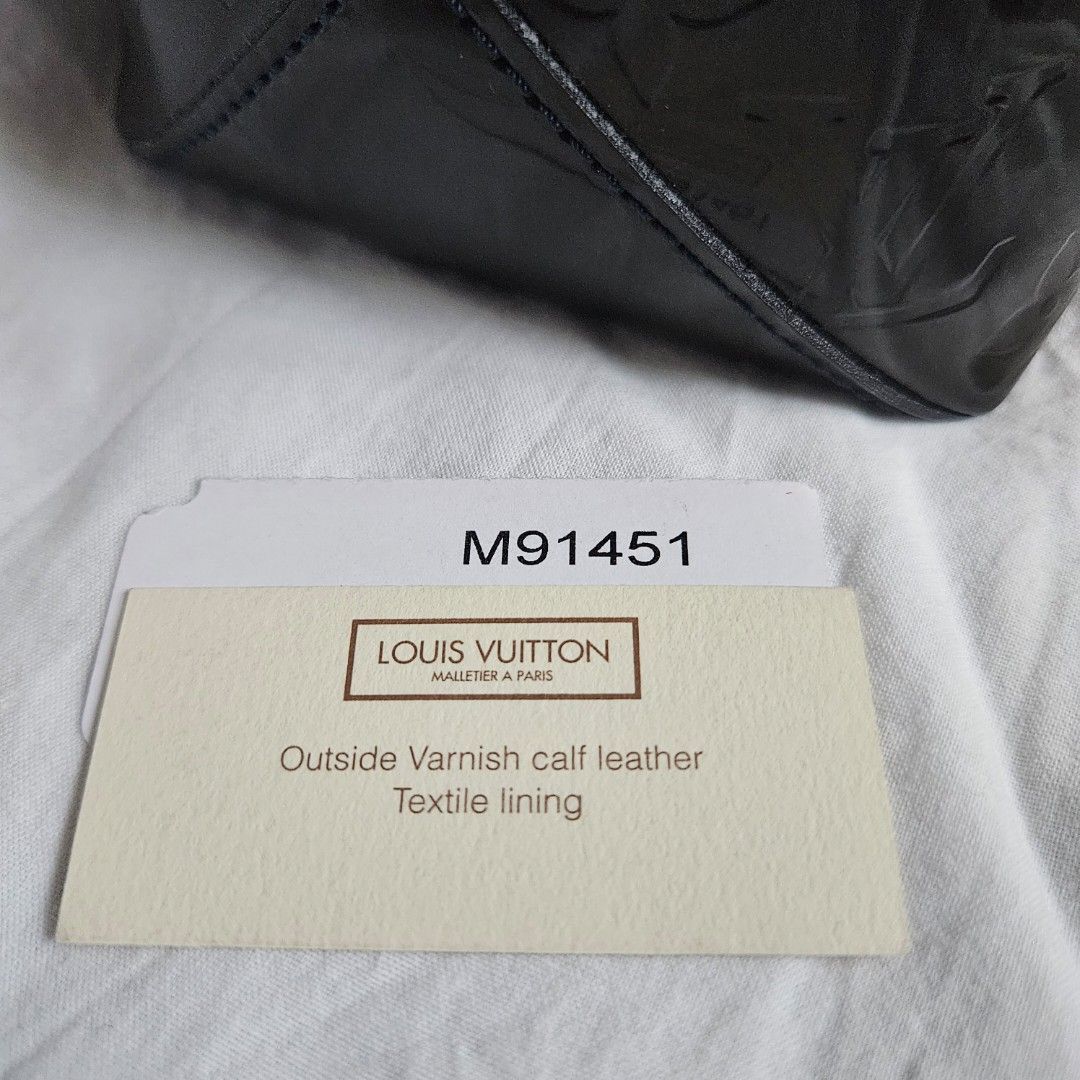 M91451
LOUIS VUITTON
MALLETIER A PARIS
Outside Varnish calf leather
Textile lining